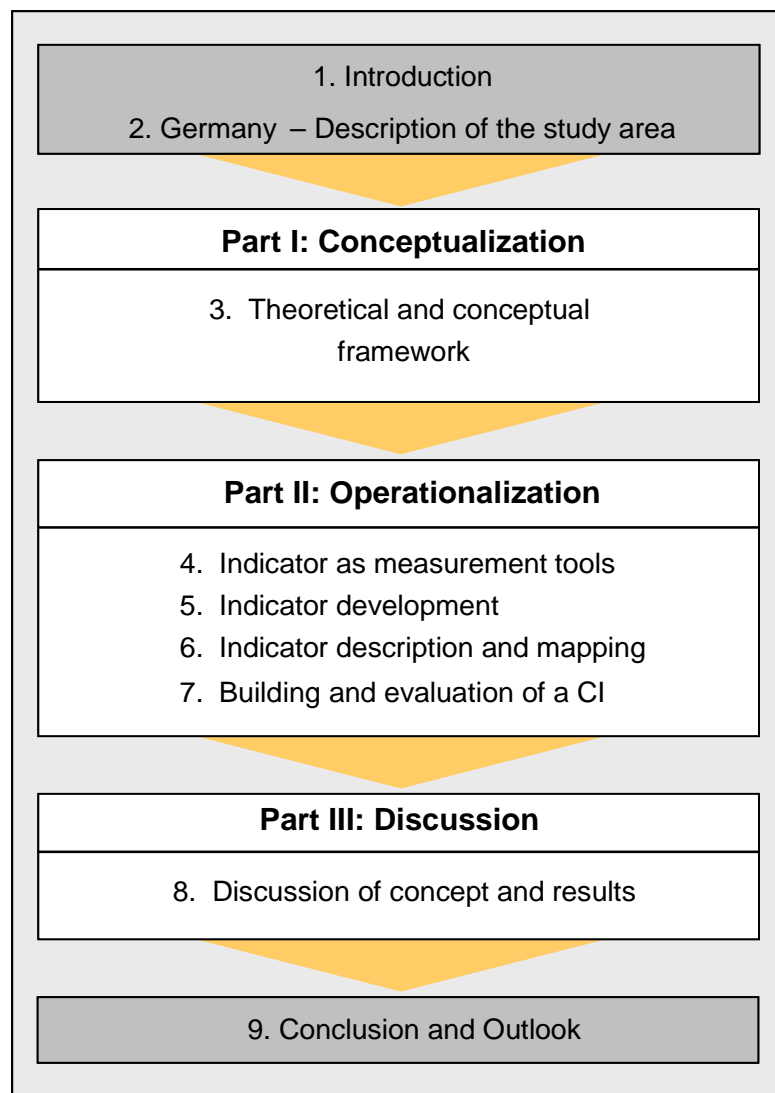 1. Introduction
2. Germany – Description of the study area
Part I: Conceptualization
3. Theoretical and conceptual
framework
Part II: Operationalization
4. Indicator as measurement tools
5. Indicator development
6. Indicator description and mapping
7. Building and evaluation of a CI
Part III: Discussion
8. Discussion of concept and results
9. Conclusion and Outlook